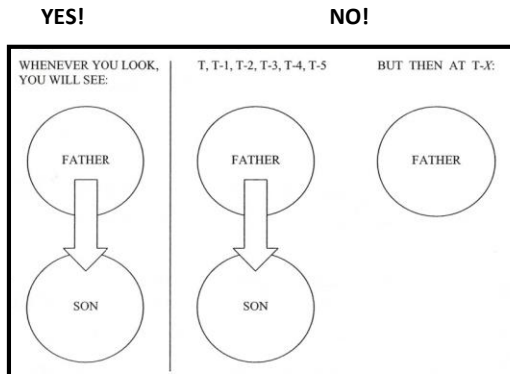 YES!
NO!
WHENEVER YOU LOOK,
YOU WILL SEE:
FATHER
SON
T, T-1, T-2, T-3, T-4, T-5
FATHER
SON
BUT THEN AT T-X:
FATHER